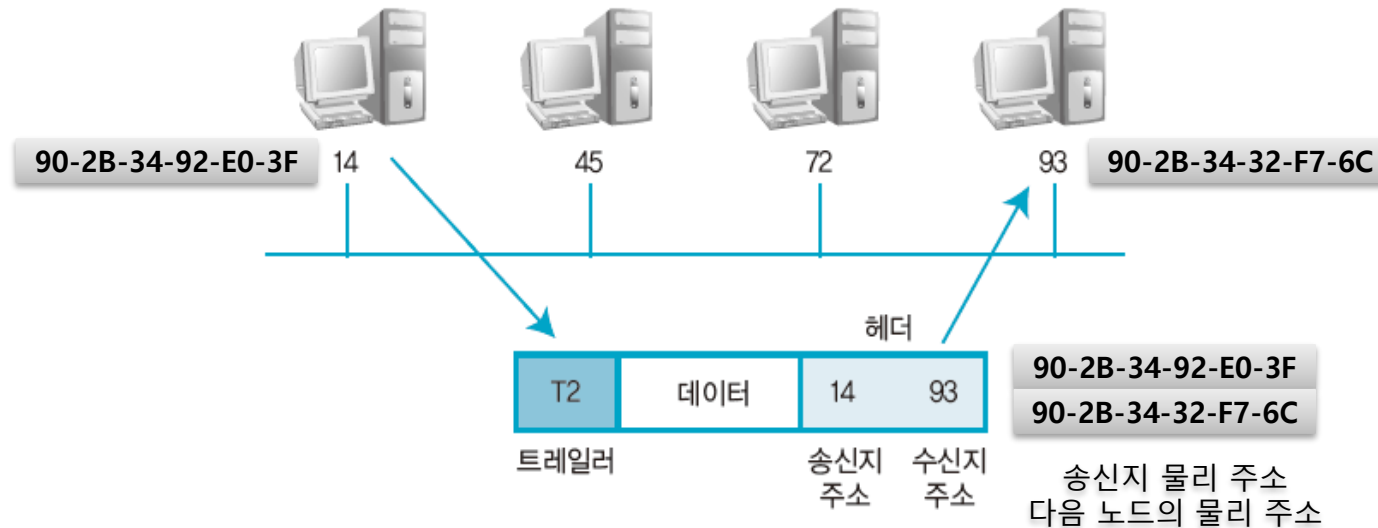 90-2B-34-92-E0-3F
14
45
72
93
90-2B-34-32-F7-6C
헤더
T2
데이터
14
93
90-2B-34-92-E0-3F
90-2B-34-32-F7-6C
트레일러
송신지
주소
수신지
주소
송신지 물리 주소
다음 노드의 물리 주소